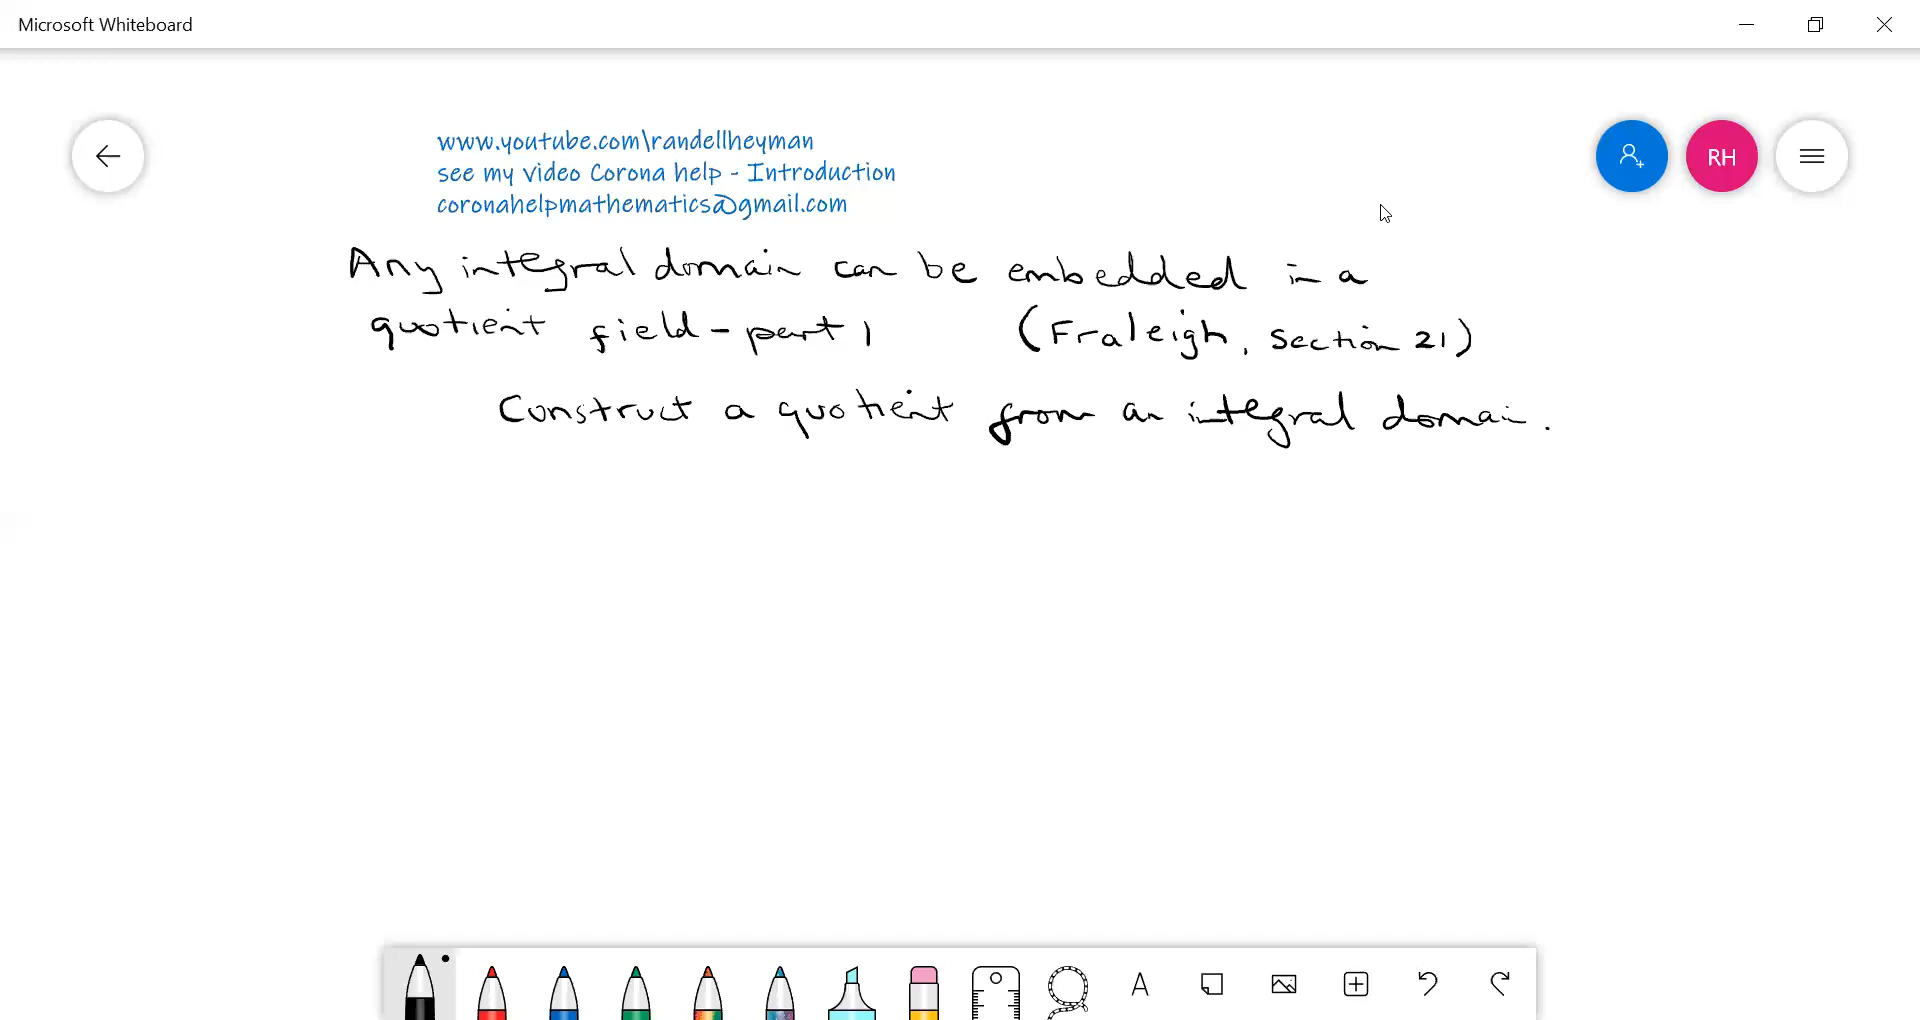 Microsoft Whiteboard
www.youtube.com\randellheyman
see my video Corona help - Introduction
coronahelpmathematics@gmail.com
RH
Any integral domain can be embedded in a
quotient field - part 1 (Fraleigh, section 21)
Construct a quotient from an integral domain.
A